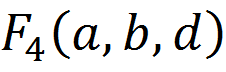 F₄(a, b, d)